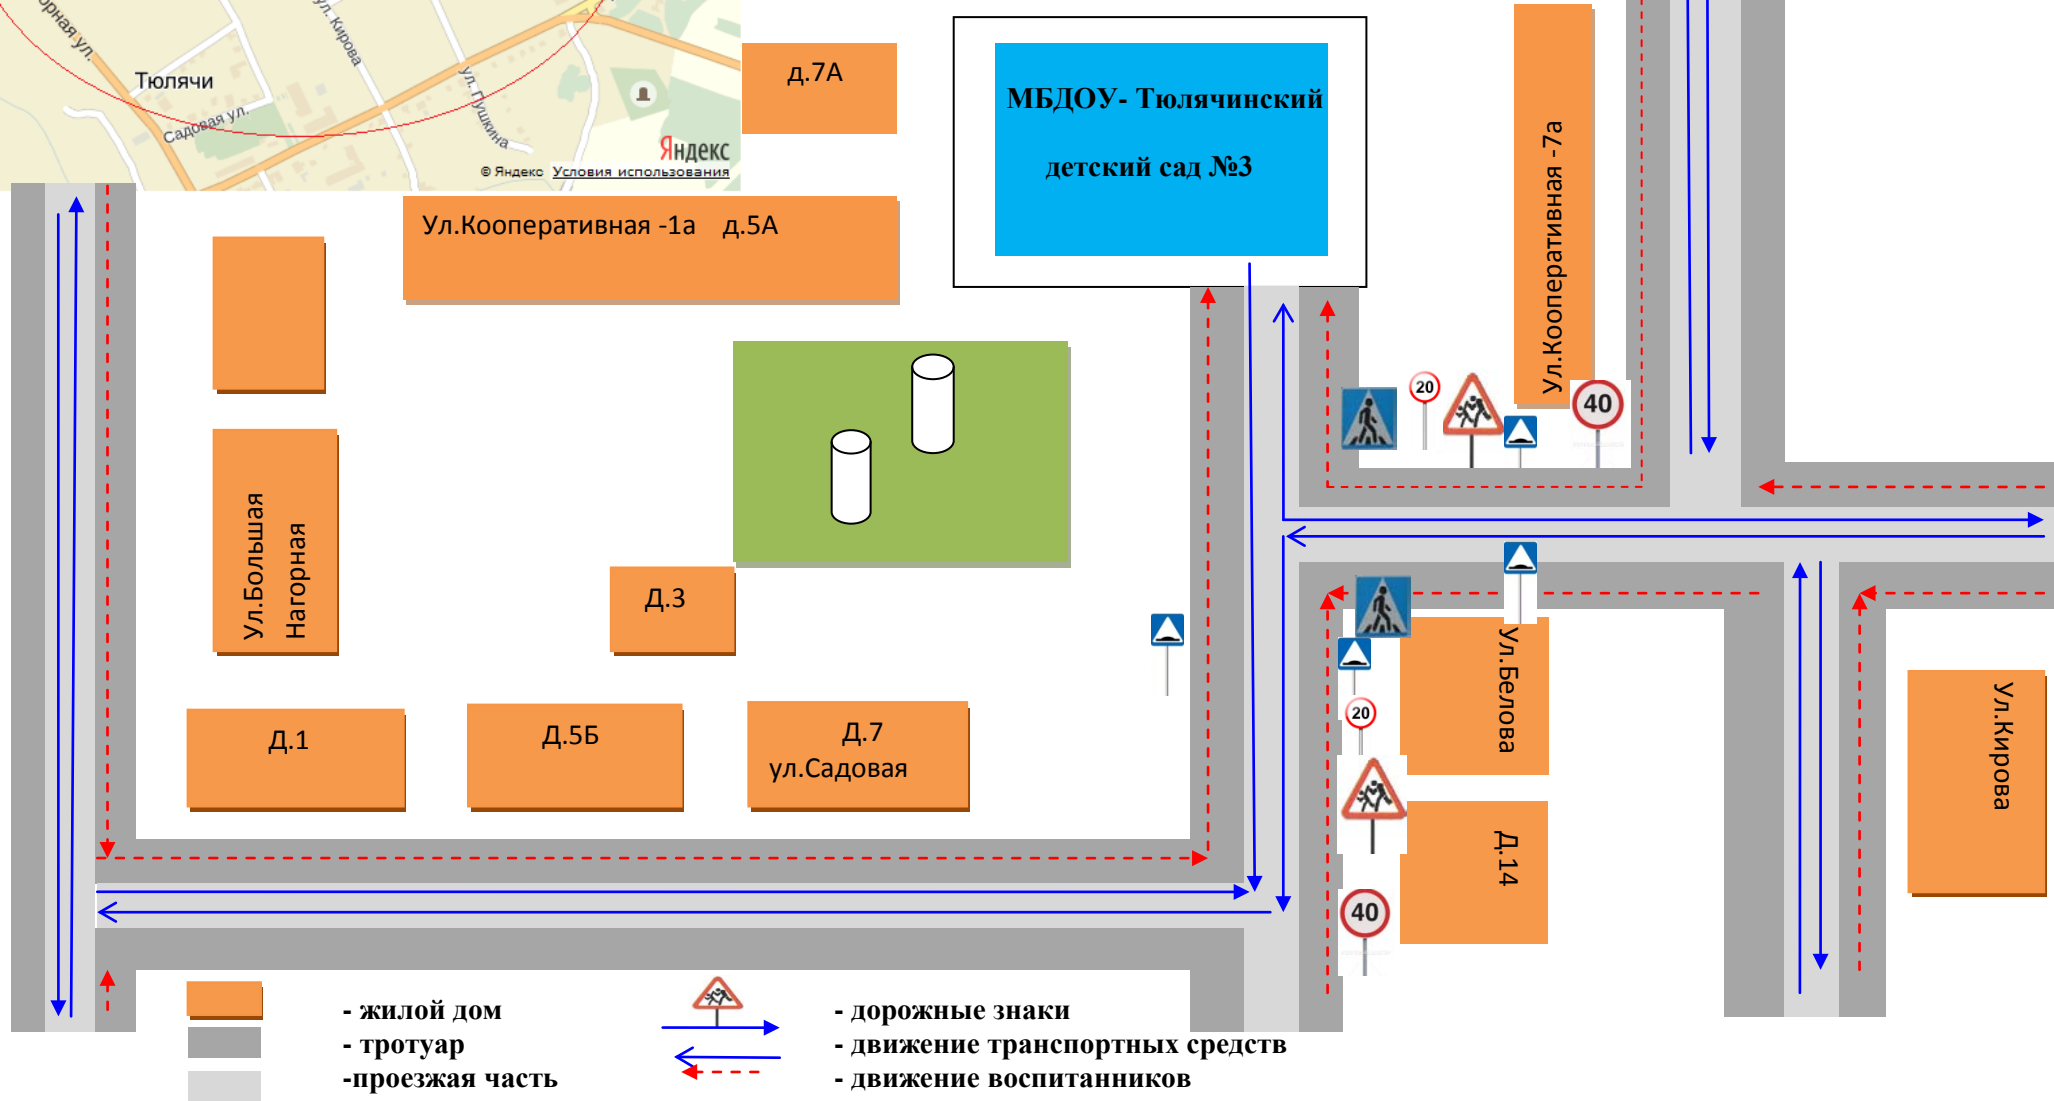 орная ул.
ул. Кирова
Тюлячи
Садовая ул.
ул. Пушкина
Яндекс
© Яндекс Условия использования
д.7А
МБДОУ- Тюлячинский
детский сад №3
Ул.Кооперативная -7а
Ул.Кооперативная -1а д.5А
20
40
Ул.Большая
Нагорная
Д.3
Ул.Белова
Ул.Кирова
20
Д.1
Д.5Б
Д.7
ул.Садовая
Д.14
40
- жилой дом
- тротуар
-проезжая часть
- дорожные знаки
- движение транспортных средств
- движение воспитанников